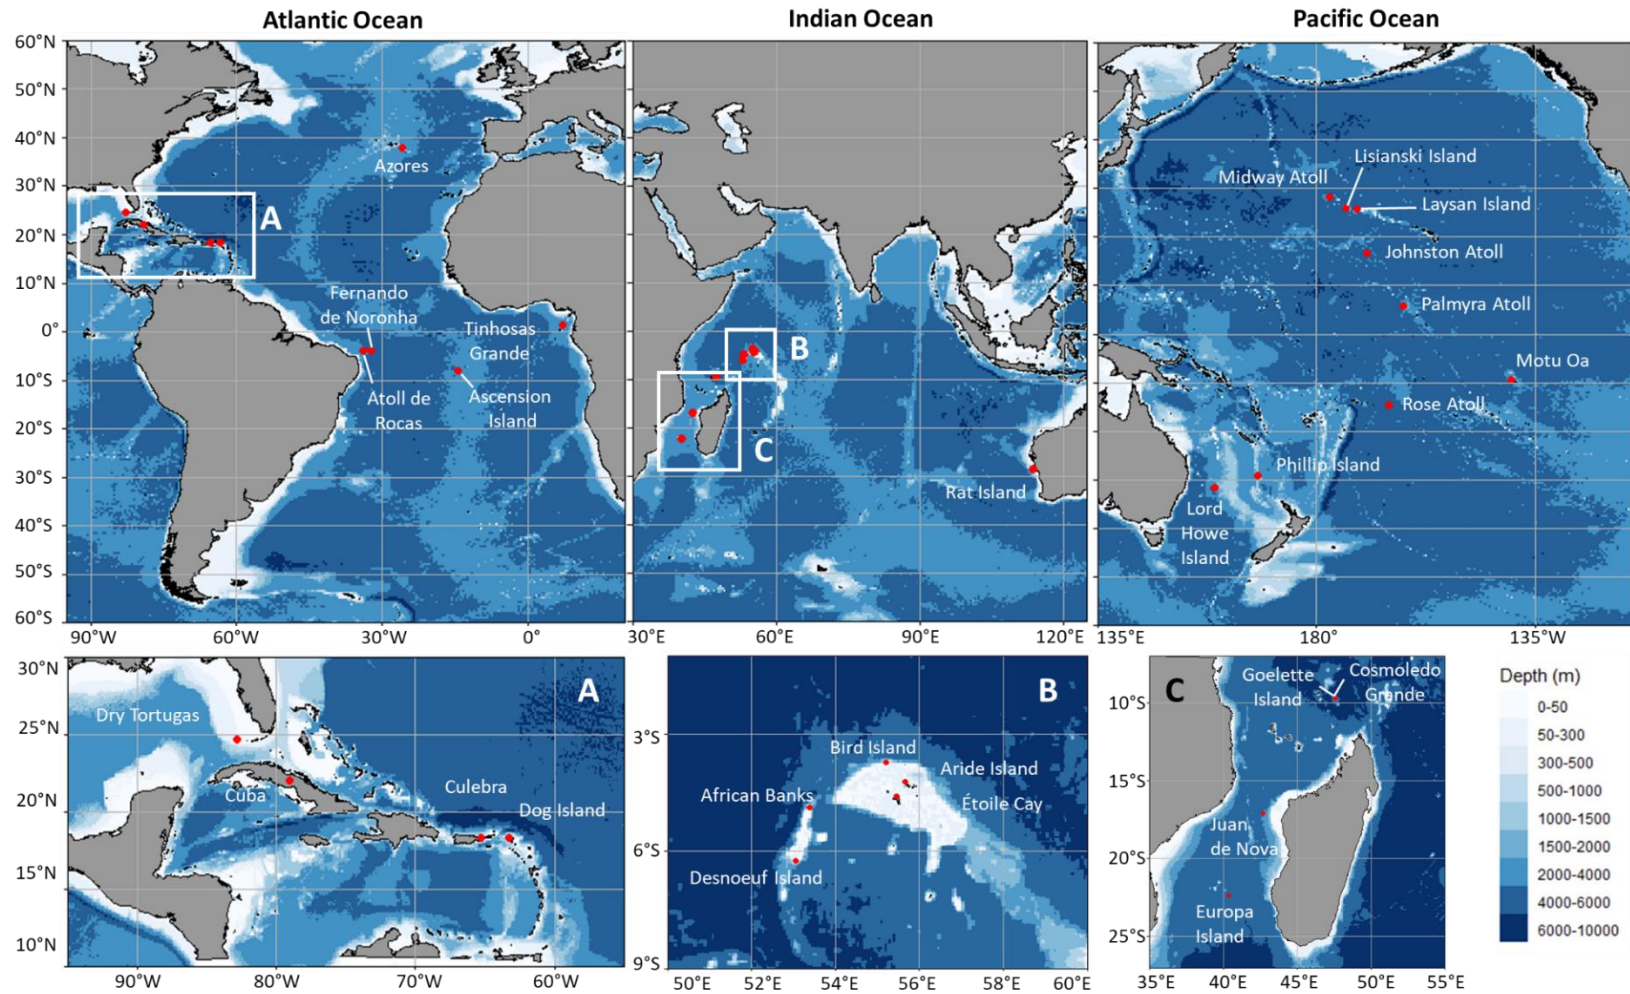 Atlantic Ocean
Indian Ocean
Pacific Ocean
60°N
50°N
40°N
30°N
20°N
10°N
0°
10°S
20°S
30°S
40°S
50°S
60°S
90°W
60°W
30°W
0°
Azores
A
Fernando
de Noronha
Tinhosas
Grande
Atoll de
Rocas
Ascension
Island
30°E
60°E
90°E
120°E
B
C
Rat Island
135°E
180°
135°W
Lisianski Island
Midway Atoll
Laysan Island
Johnston Atoll
Palmyra Atoll
Motu Oa
Rose Atoll
Phillip Island
Lord
Howe
Island
30°N
25°N
20°N
15°N
10°N
90°W
80°W
70°W
60°W
A
Dry Tortugas
Cuba
Culebra
Dog Island
3°S
6°S
9°S
50°E
52°E
54°E
56°E
58°E
60°E
B
Bird Island
Aride Island
African Banks
Étoile Cay
Desnoeuf Island
10°S
15°S
20°S
25°S
35°E
40°E
45°E
50°E
55°E
C
Goelette
Island
Cosmoledo
Grande
Juan
de Nova
Europa
Island
Depth (m)
0-50
50-300
300-500
500-1000
1000-1500
1500-2000
2000-4000
4000-6000
6000-10000